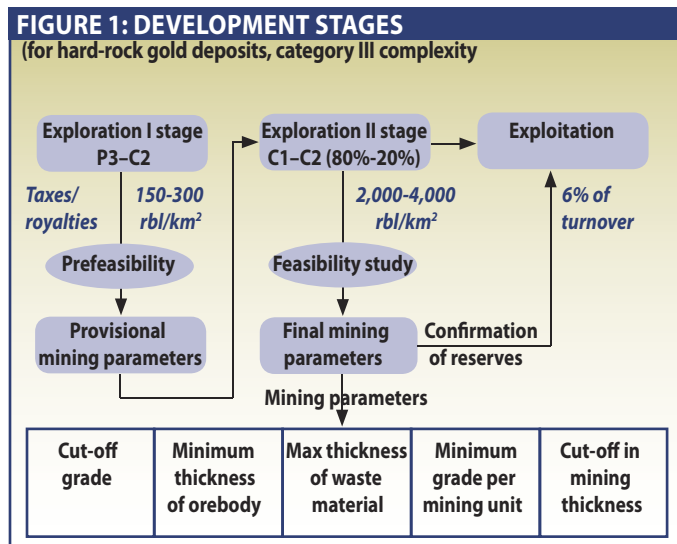 FIGURE 1: DEVELOPMENT STAGES
(for hard-rock gold deposits, category III complexity
Exploration I stage
P3–C2
Exploration II stage
C1–C2 (80%-20%)
Exploitation
Taxes/
royalties
150-300
rbl/km²
2,000-4,000
rbl/km²
6% of
turnover
Prefeasibility
Feasibility study
Provisional
mining parameters
Final mining
parameters
Confirmation
of reserves
Mining parameters
Cut-off
grade
Minimum
thickness
of orebody
Max thickness
of waste
material
Minimum
grade per
mining unit
Cut-off in
mining
thickness